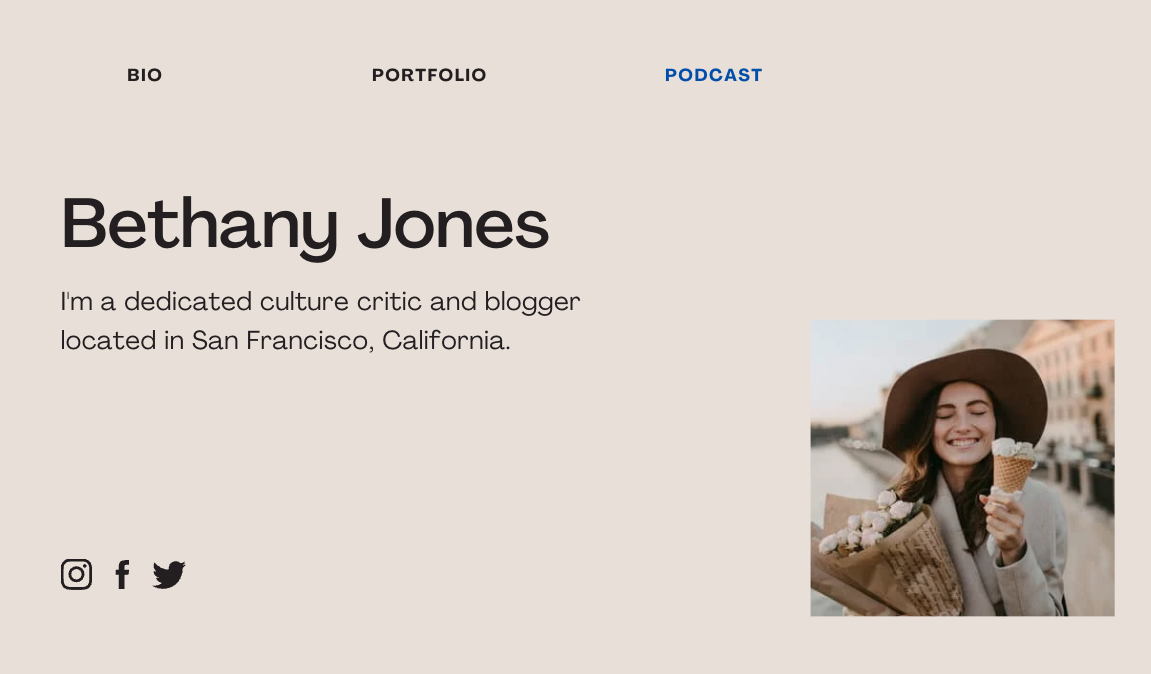 BIO PORTFOLIO PODCAST
Bethany Jones
I'm a dedicated culture critic and blogger
located in San Francisco, California.